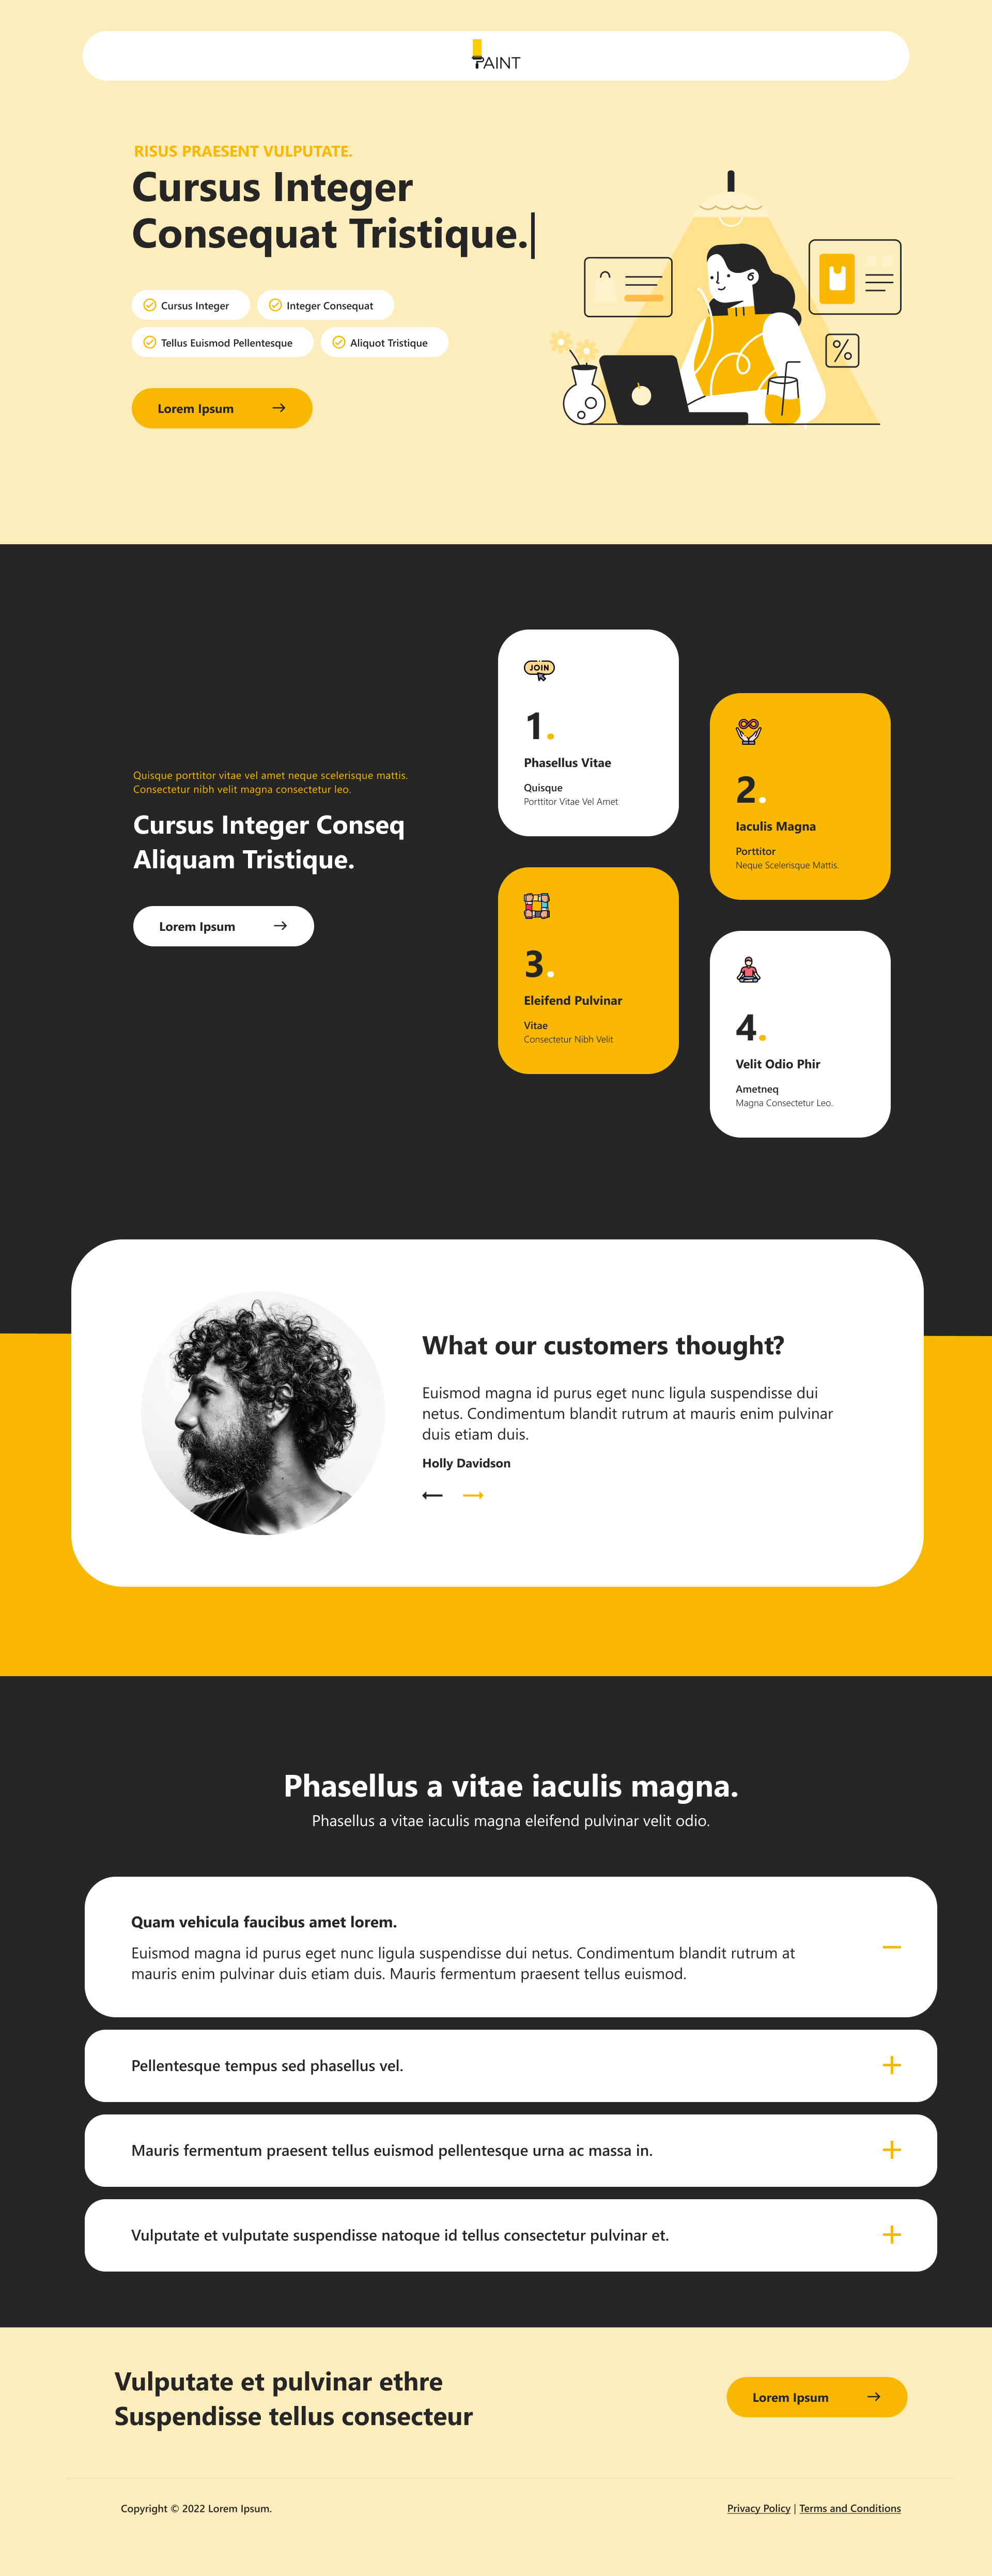 PAINT
RISUS PRAESENT VULPUTATE.
Cursus Integer
Consequat Tristique.
Cursus Integer
Integer Consequat
Tellus Euismod Pellentesque
Aliquot Tristique
Lorem Ipsum
Quisque porttitor vitae vel amet neque scelerisque mattis.
Consectetur nibh velit magna consectetur leo.
Cursus Integer Conseq
Aliquam Tristique.
Lorem Ipsum
JOIN
1.
Phasellus Vitae
Quisque
Porttitor Vitae Vel Amet
2.
Iaculis Magna
Porttitor
Neque Scelerisque Mattis.
3.
Eleifend Pulvinar
Vitae
Consectetur Nibh Velit
4.
Velit Odio Phir
Ametneq
Magna Consectetur Leo.
What our customers thought?
Euismod magna id purus eget nunc ligula suspendisse dui
netus. Condimentum blandit rutrum at mauris enim pulvinar
duis etiam duis.
Holly Davidson
Phasellus a vitae iaculis magna.
Phasellus a vitae iaculis magna eleifend pulvinar velit odio.
Quam vehicula faucibus amet lorem.
Euismod magna id purus eget nunc ligula suspendisse dui netus. Condimentum blandit rutrum at
mauris enim pulvinar duis etiam duis. Mauris fermentum praesent tellus euismod.
Pellentesque tempus sed phasellus vel.
Mauris fermentum praesent tellus euismod pellentesque urna ac massa in.
Vulputate et vulputate suspendisse natoque id tellus consectetur pulvinar et.
Vulputate et pulvinar ethre
Suspendisse tellus consecteur
Lorem Ipsum
Copyright © 2022 Lorem Ipsum.
Privacy Policy | Terms and Conditions